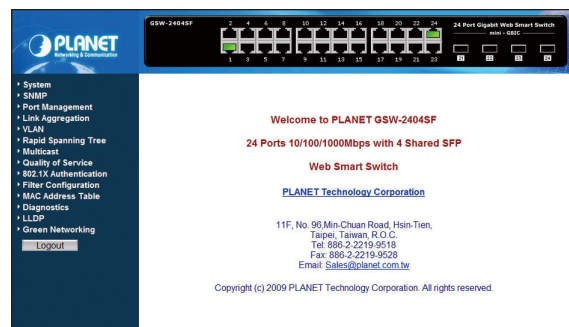 PLANET
Networking & Communication
GSW-2404SF
2 4 6 8 10 12 14 16 18 20 22 24
1 3 5 7 9 11 13 15 17 19 21 23
24 Port Gigabit Web Smart Switch
mini - GBIC
21 22 23 24
System
SNMP
Port Management
Link Aggregation
VLAN
Rapid Spanning Tree
Multicast
Quality of Service
802.1X Authentication
Filter Configuration
MAC Address Table
Diagnostics
LLDP
Green Networking
Logout
Welcome to PLANET GSW-2404SF
24 Ports 10/100/1000Mbps with 4 Shared SFP
Web Smart Switch
PLANET Technology Corporation
11F, No. 96,Min-Chuan Road, Hsin-Tien,
Taipei, Taiwan, R.O.C.
Tel: 886-2-2219-9518
Fax: 886-2-2219-9528
Email: Sales@planet.com.tw
Copyright (c) 2009 PLANET Technology Corporation. All rights reserved.